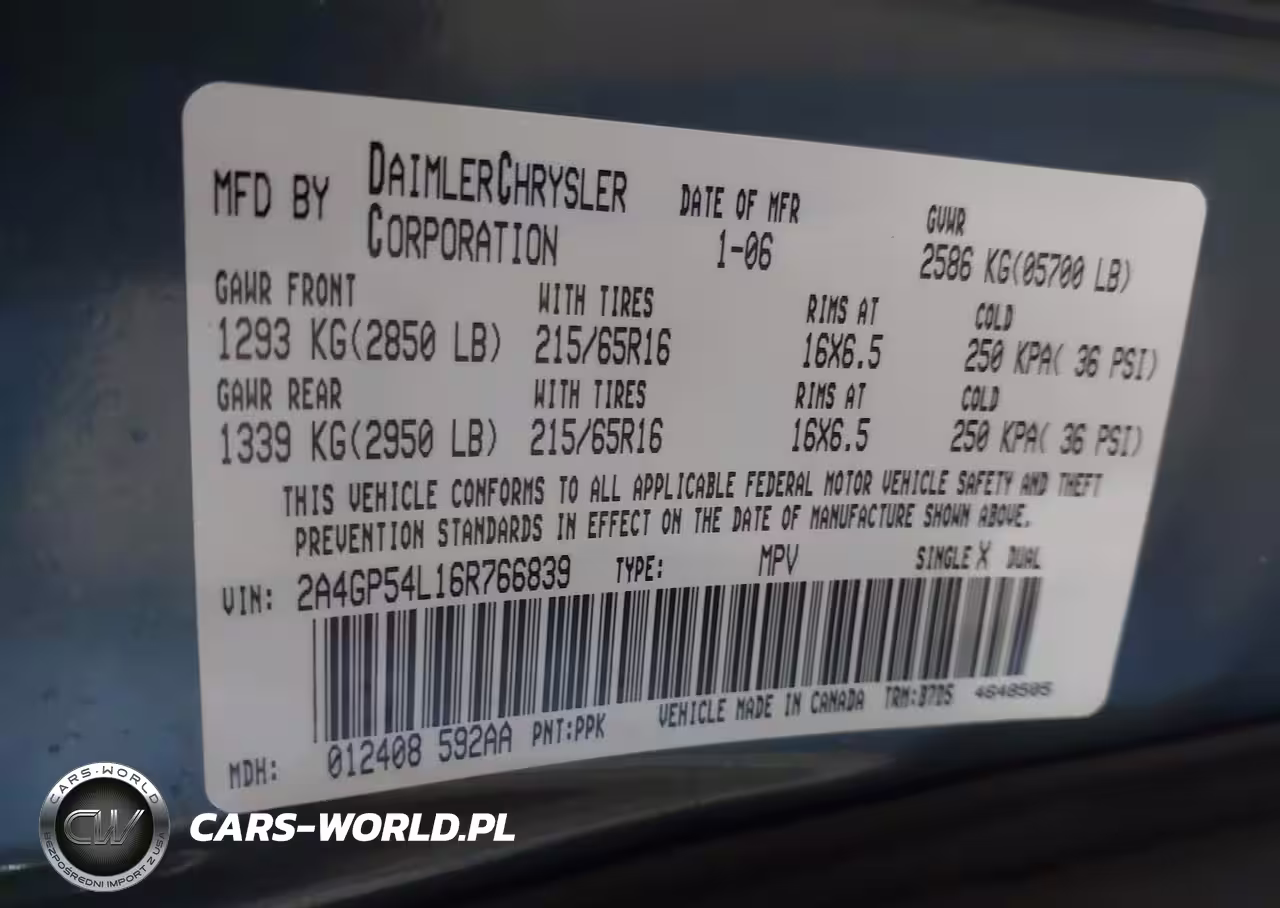 MFD BY DAIMLERCHRYSLER CORPORATION DATE OF MFR 1-06 GVWR 2586 KG(05700 LB)
GAWR FRONT WITH TIRES RIMS AT COLD
1293 KG(2850 LB) 215/65R16 16X6.5 250 KPA( 36 PSI)
GAWR REAR WITH TIRES RIMS AT COLD
1339 KG(2950 LB) 215/65R16 16X6.5 250 KPA( 36 PSI)
THIS VEHICLE CONFORMS TO ALL APPLICABLE FEDERAL MOTOR VEHICLE SAFETY AND THEFT
PREVENTION STANDARDS IN EFFECT ON THE DATE OF MANUFACTURE SHOWN ABOVE.
VIN: 2A4GP54L16R766839 TYPE: MPV SINGLE X DUAL
MDH: 012408 592AA PNT:PPK VEHICLE MADE IN CANADA TRM:B7D5 4648505
CARS-WORLD
CW
BEZPOŚREDNI IMPORT Z USA
CARS-WORLD.PL